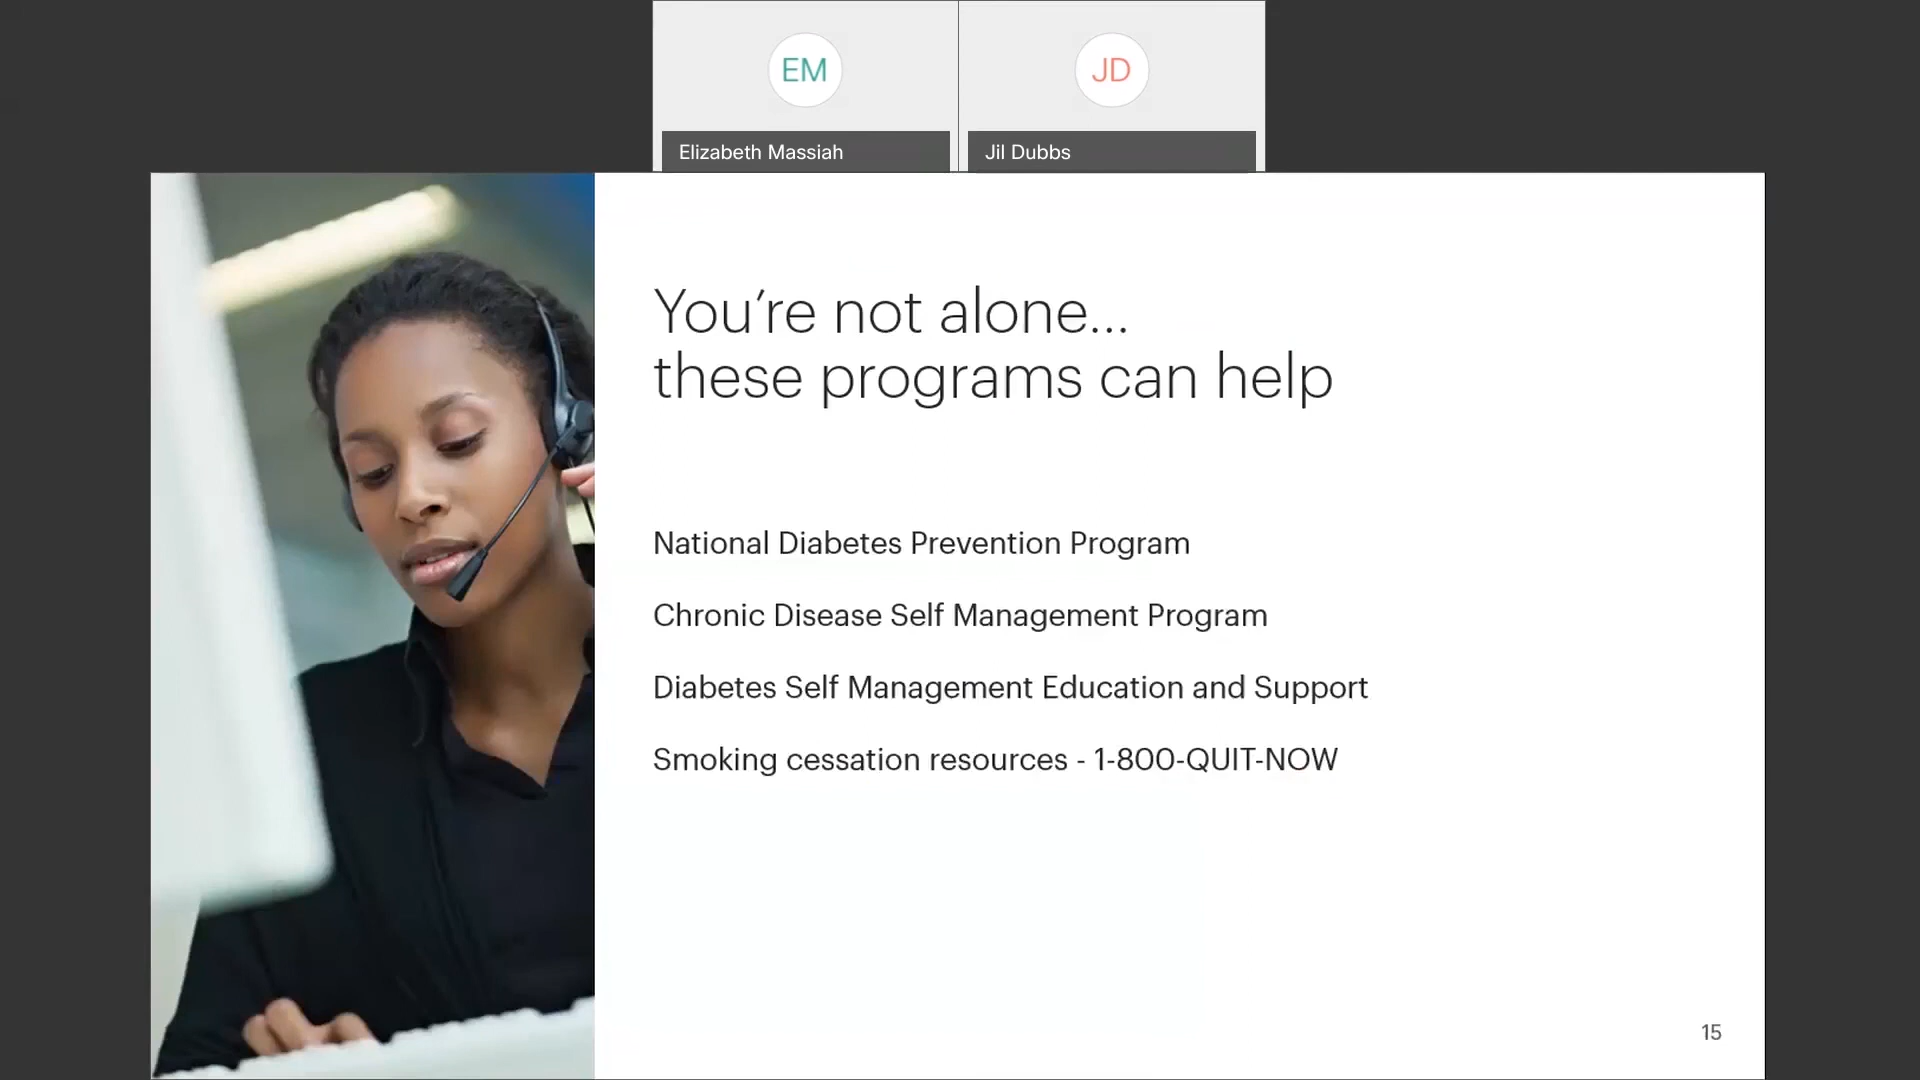 EM
JD
Elizabeth Massiah
Jil Dubbs
You’re not alone...
these programs can help
National Diabetes Prevention Program
Chronic Disease Self Management Program
Diabetes Self Management Education and Support
Smoking cessation resources - 1-800-QUIT-NOW
15